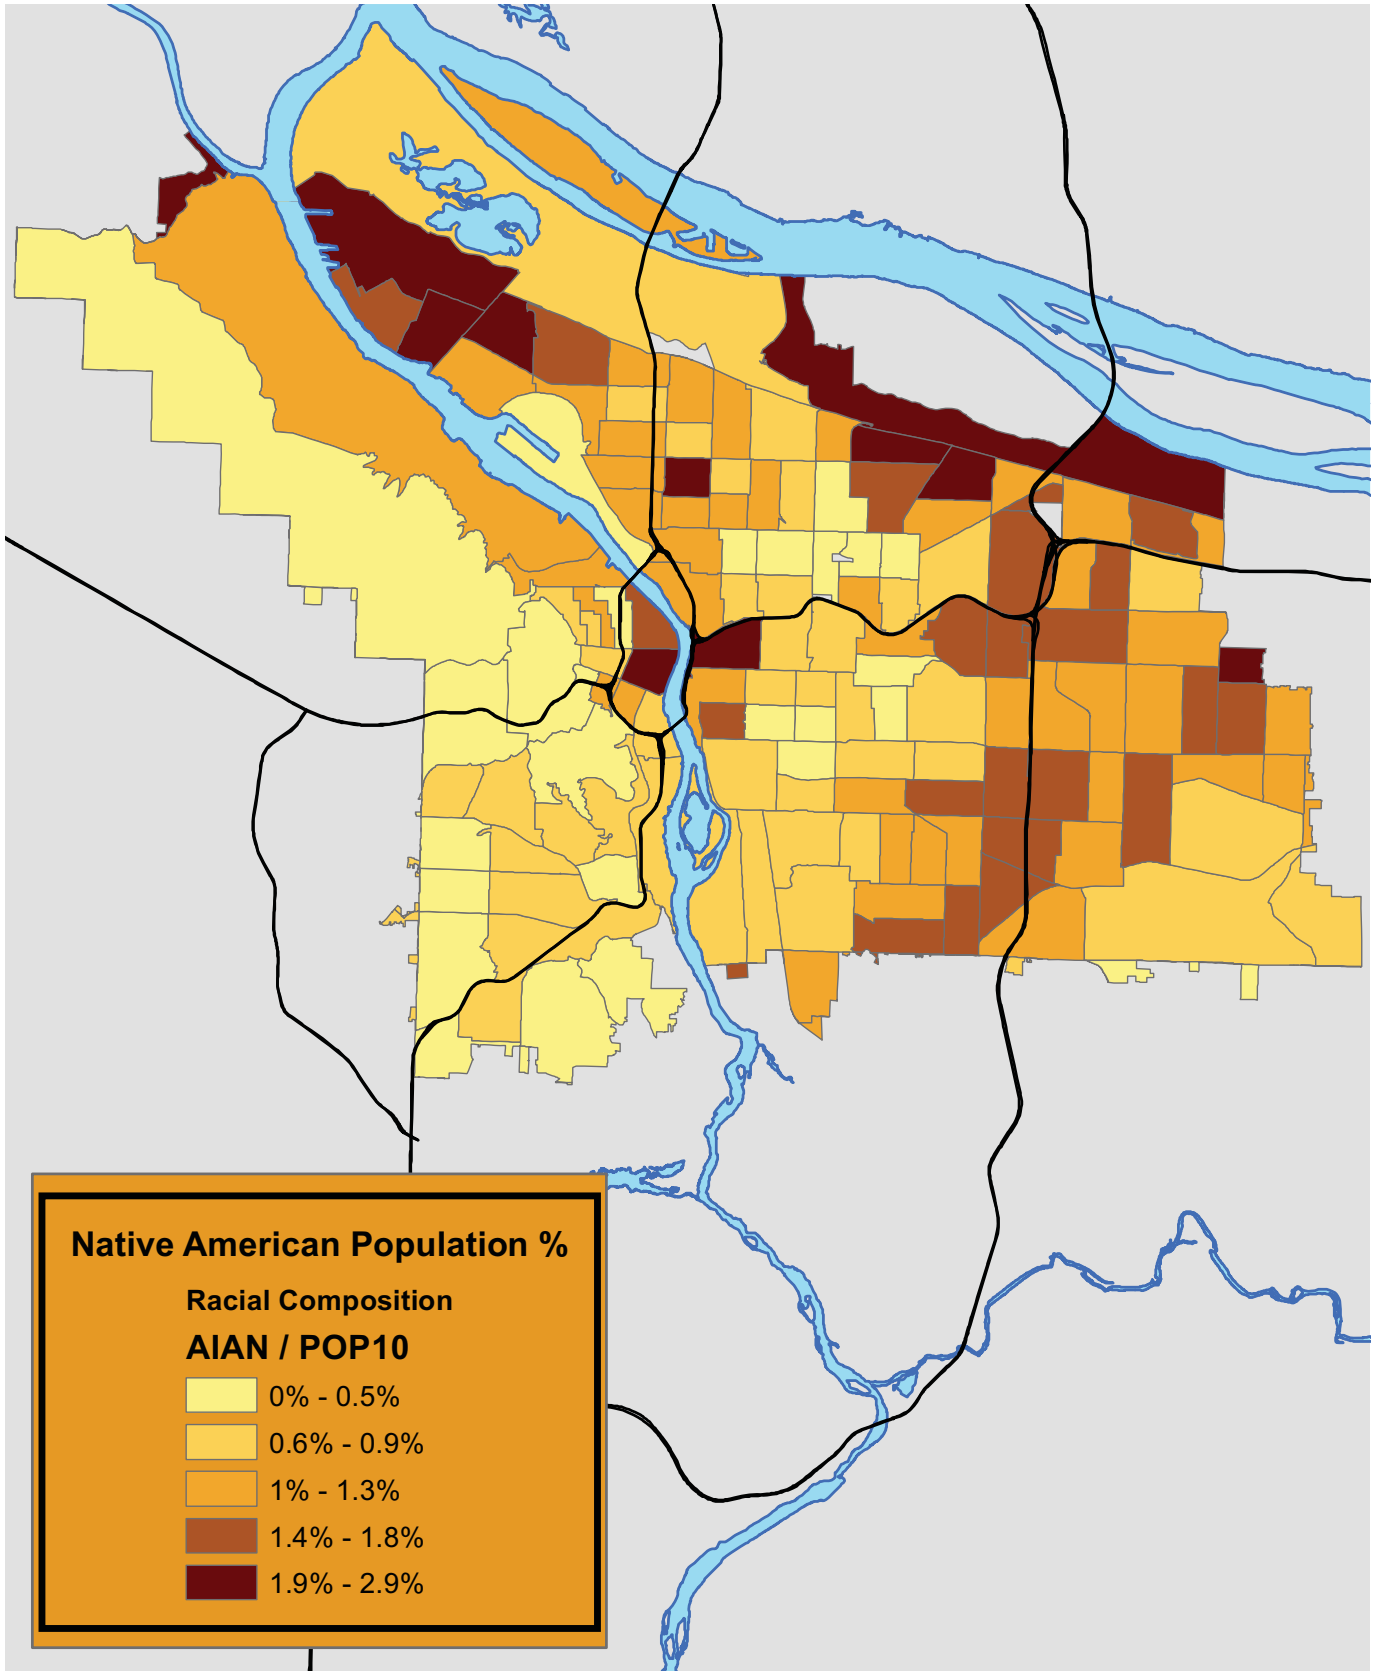 Native American Population %
Racial Composition
AIAN / POP10
0% - 0.5%
0.6% - 0.9%
1% - 1.3%
1.4% - 1.8%
1.9% - 2.9%